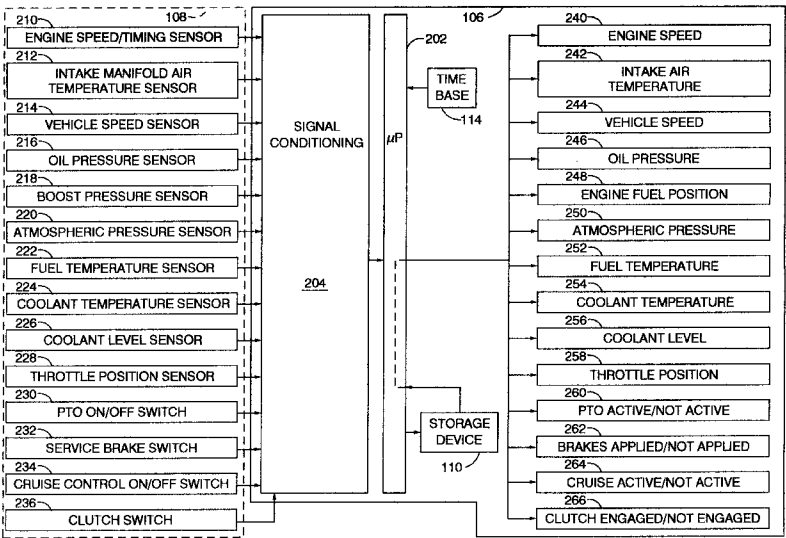 108
210
ENGINE SPEED/TIMING SENSOR
212
INTAKE MANIFOLD AIR
TEMPERATURE SENSOR
214
VEHICLE SPEED SENSOR
216
OIL PRESSURE SENSOR
218
BOOST PRESSURE SENSOR
220
ATMOSPHERIC PRESSURE SENSOR
222
FUEL TEMPERATURE SENSOR
224
COOLANT TEMPERATURE SENSOR
226
COOLANT LEVEL SENSOR
228
THROTTLE POSITION SENSOR
230
PTO ON/OFF SWITCH
232
SERVICE BRAKE SWITCH
234
CRUISE CONTROL ON/OFF SWITCH
236
CLUTCH SWITCH
SIGNAL
CONDITIONING
204
μP
202
106
TIME
BASE
114
STORAGE
DEVICE
110
240
ENGINE SPEED
242
INTAKE AIR
TEMPERATURE
244
VEHICLE SPEED
246
OIL PRESSURE
248
ENGINE FUEL POSITION
250
ATMOSPHERIC PRESSURE
252
FUEL TEMPERATURE
254
COOLANT TEMPERATURE
256
COOLANT LEVEL
258
THROTTLE POSITION
260
PTO ACTIVE/NOT ACTIVE
262
BRAKES APPLIED/NOT APPLIED
264
CRUISE ACTIVE/NOT ACTIVE
266
CLUTCH ENGAGED/NOT ENGAGED